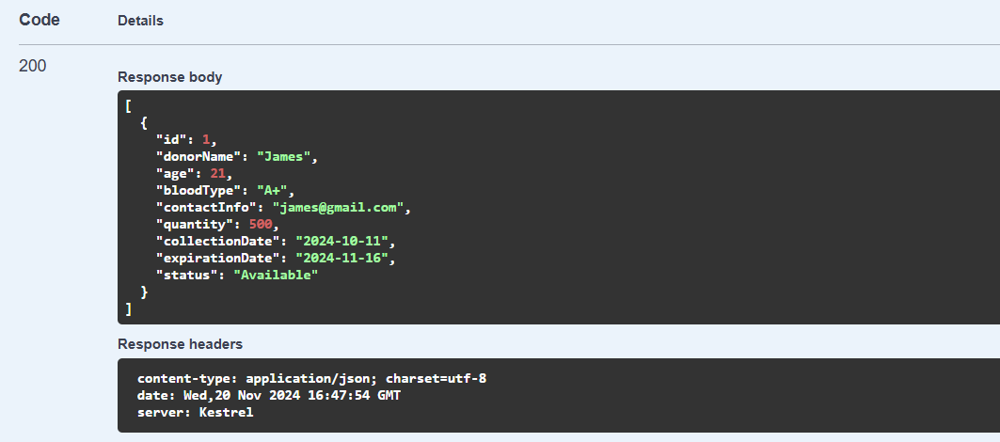 Code Details
200
Response body
[
  {
    "id": 1,
    "donorName": "James",
    "age": 21,
    "bloodType": "A+",
    "contactInfo": "james@gmail.com",
    "quantity": 500,
    "collectionDate": "2024-10-11",
    "expirationDate": "2024-11-16",
    "status": "Available"
  }
]
Response headers
content-type: application/json; charset=utf-8
date: Wed,20 Nov 2024 16:47:54 GMT
server: Kestrel